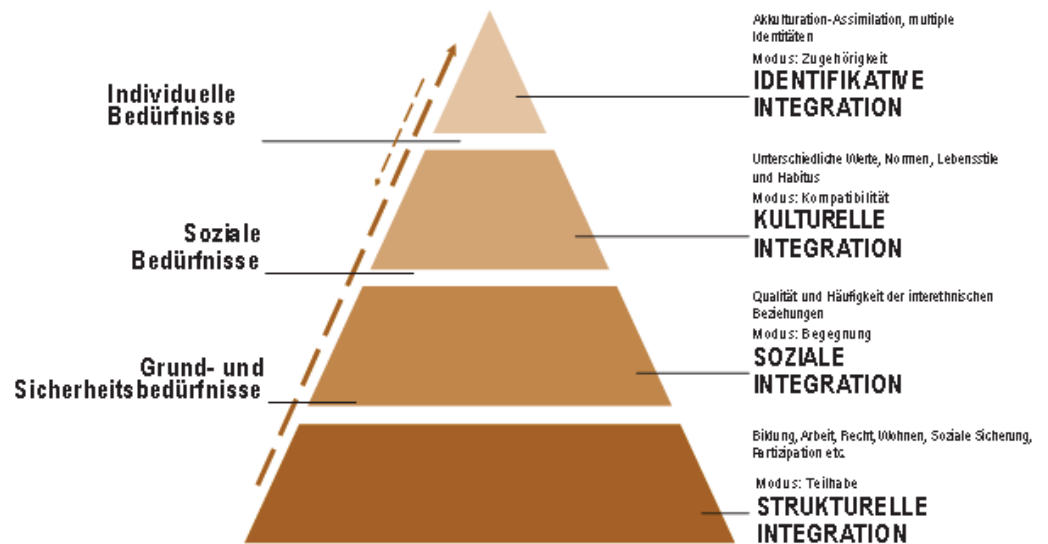 Akkulturation-Assimilation, multiple
Identitäten
Modus: Zugehörigkeit
IDENTIFIKATIVE
INTEGRATION
Individuelle
Bedürfnisse
Unterschiedliche Werte, Normen, Lebensstile
und Habitus
Modus: Kompatibilität
KULTURELLE
INTEGRATION
Soziale
Bedürfnisse
Qualität und Häufigkeit der interethnischen
Beziehungen
Modus: Begegnung
SOZIALE
INTEGRATION
Grund- und
Sicherheitsbedürfnisse
Bildung, Arbeit, Recht, Wohnen, Soziale Sicherung,
Partizipation etc.
Modus: Teilhabe
STRUKTURELLE
INTEGRATION